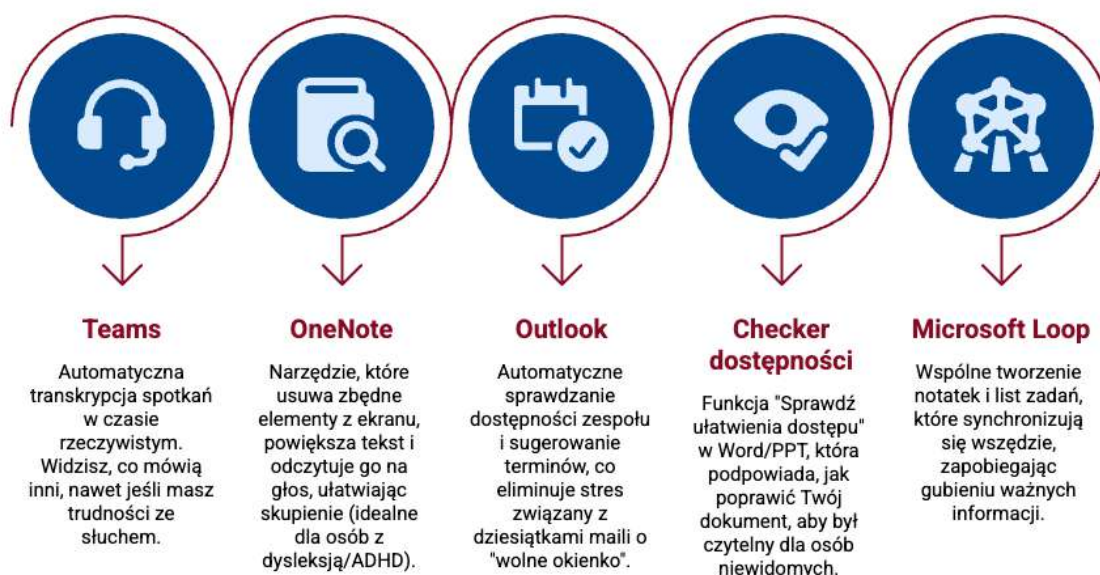 Teams
Automatyczna
transkrypcja spotkań
w czasie
rzeczywistym.
Widzisz, co mówią
inni, nawet jeśli masz
trudności ze
słuchem.
OneNote
Narzędzie, które
usuwa zbędne
elementy z ekranu,
powiększa tekst i
odczytuje go na
głos, ułatwiając
skupienie (idealne
dla osób z
dysleksją/ADHD).
Outlook
Automatyczne
sprawdzanie
dostępności zespołu
i sugerowanie
terminów, co
eliminuje stres
związany z
dziesiątkami maili o
"wolne okienko".
Checker
dostępności
Funkcja "Sprawdź
ułatwienia dostępu"
w Word/PPT, która
podpowiada, jak
poprawić Twój
dokument, aby był
czytelny dla osób
niewidomych.
Microsoft Loop
Wspólne tworzenie
notatek i list zadań,
które synchronizują
się wszędzie,
zapobiegając
gubieniu ważnych
informacji.